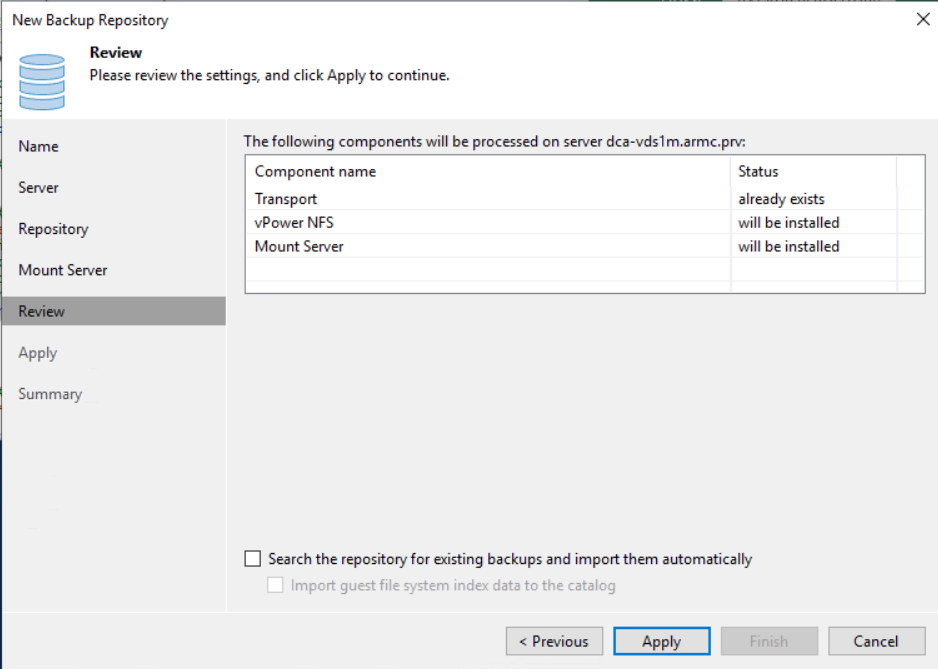 New Backup Repository
Review
Please review the settings, and click Apply to continue.
Name
Server
Repository
Mount Server
Review
Apply
Summary
The following components will be processed on server dca-vds1m.armc.prv:
Component name Status
Transport already exists
vPower NFS will be installed
Mount Server will be installed
Search the repository for existing backups and import them automatically
Import guest file system index data to the catalog
< Previous Apply Finish Cancel